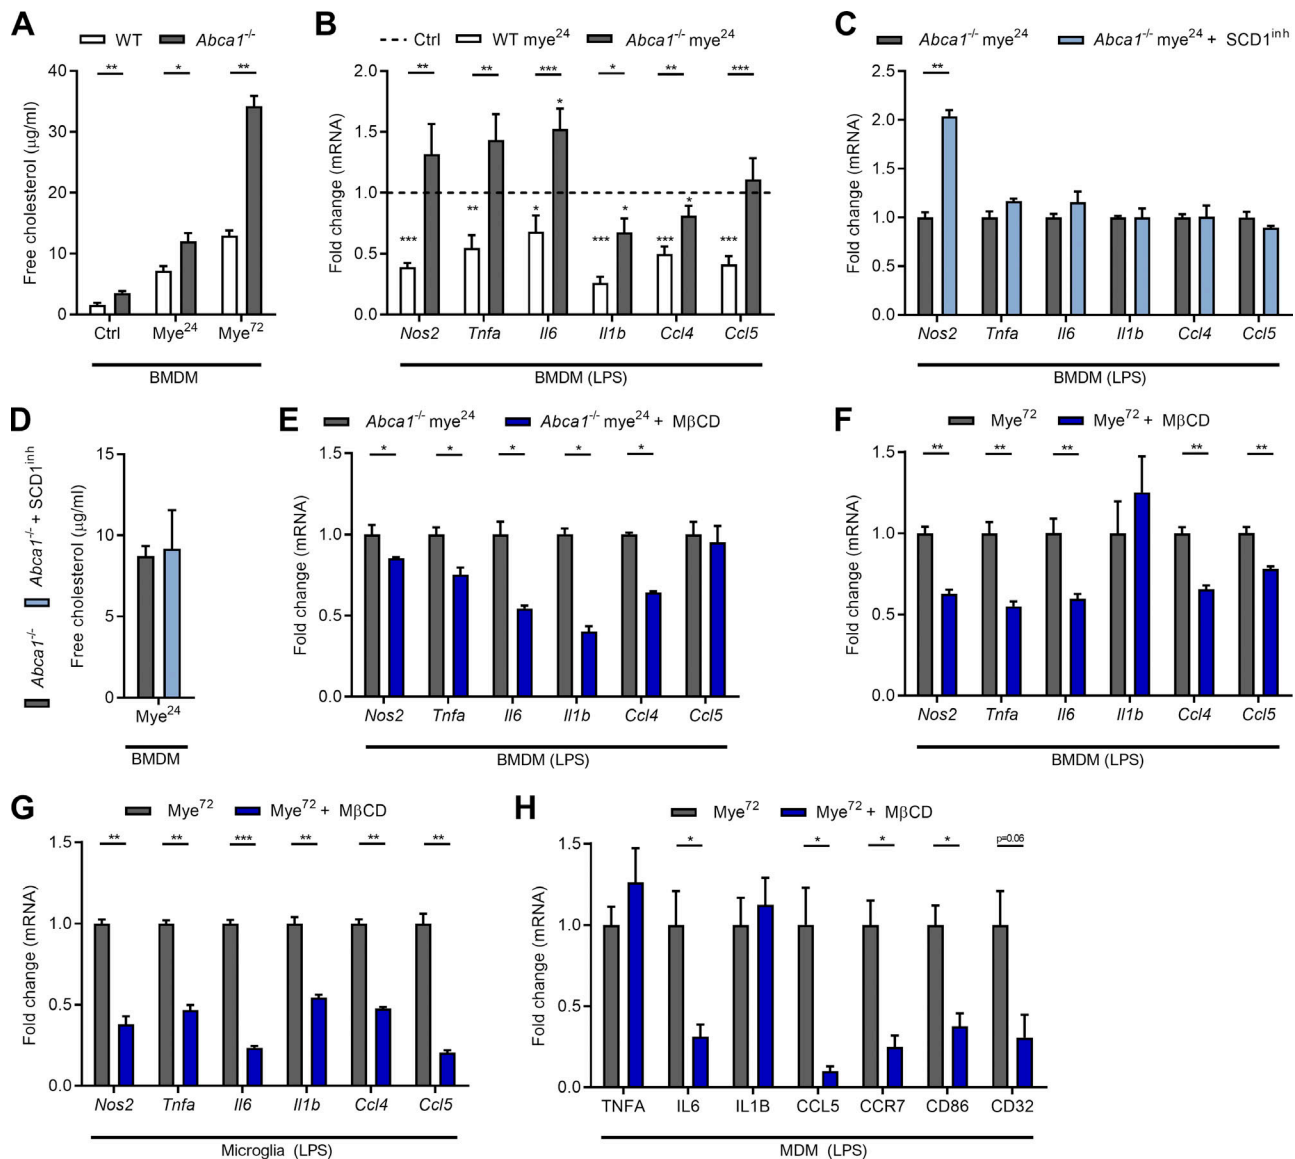 A
WT Abca1-/-
Free cholesterol (μg/ml)
40
30
20
10
0
** * **
Ctrl Mye24 Mye72
BMDM
B
Ctrl WT mye24 Abca1-/- mye24
Fold change (mRNA)
2.0
1.5
1.0
0.5
0.0
** ** *** * ** ***
*** ** * * *** * *** * ***
Nos2 Tnfa Il6 Il1b Ccl4 Ccl5
BMDM (LPS)
C
Abca1-/- mye24 Abca1-/- mye24 + SCD1inh
Fold change (mRNA)
2.5
2.0
1.5
1.0
0.5
0.0
**
Nos2 Tnfa Il6 Il1b Ccl4 Ccl5
BMDM (LPS)
D
Abca1-/- Abca1-/- + SCD1inh
Free cholesterol (μg/ml)
15
10
5
0
Mye24
BMDM
E
Abca1-/- mye24 Abca1-/- mye24 + MβCD
Fold change (mRNA)
1.5
1.0
0.5
0.0
* * * * *
Nos2 Tnfa Il6 Il1b Ccl4 Ccl5
BMDM (LPS)
F
Mye72 Mye72 + MβCD
Fold change (mRNA)
1.5
1.0
0.5
0.0
** ** ** ** **
Nos2 Tnfa Il6 Il1b Ccl4 Ccl5
BMDM (LPS)
G
Mye72 Mye72 + MβCD
Fold change (mRNA)
1.5
1.0
0.5
0.0
** ** *** ** ** **
Nos2 Tnfa Il6 Il1b Ccl4 Ccl5
Microglia (LPS)
H
Mye72 Mye72 + MβCD
Fold change (mRNA)
1.5
1.0
0.5
0.0
* * * * p=0.06
TNFA IL6 IL1B CCL5 CCR7 CD86 CD32
MDM (LPS)